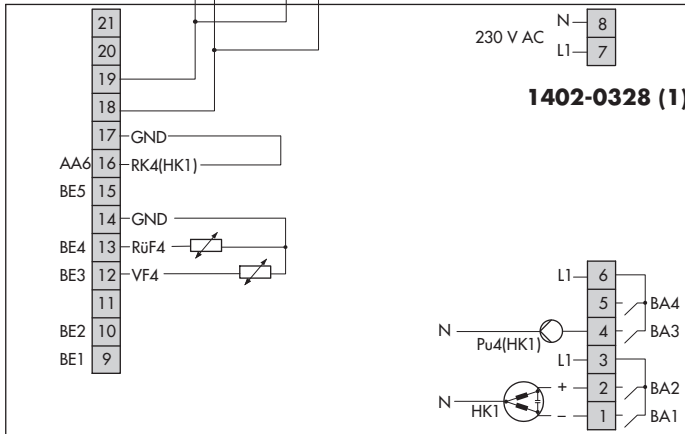 21
20
19
18
17 GND
AA6 16 RK4(HK1)
BE5 15
14 GND
BE4 13 RüF4
BE3 12 VF4
11
BE2 10
BE1 9
230 V AC
N 8
L1 7
1402-0328 (1)
L1 6
5 BA4
N Pu4(HK1) 4 BA3
L1 3
+ 2 BA2
N HK1 – 1 BA1